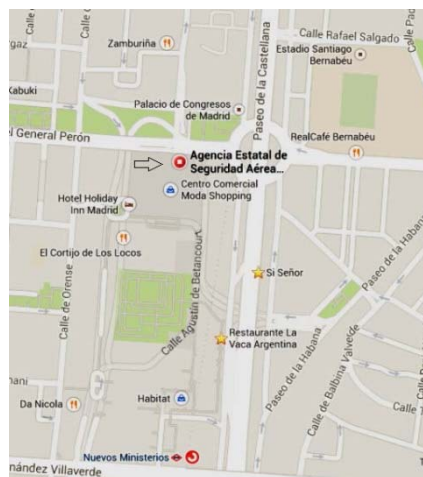 Calle Rafael Salgado
Zamburiña
Estadio Santiago
Bernabéu
Calle d
Kabuki
Palacio de Congresos
de Madrid
Paseo de la Castellana
RealCafé Bernabéu
el General Perón
Agencia Estatal de
Seguridad Aérea...
Centro Comercial
Moda Shopping
Hotel Holiday
Inn Madrid
El Cortijo de Los Locos
Paseo de la Habana
Si Señor
Calle de Orense
Calle Agustín de Betancourt
Restaurante La
Vaca Argentina
Paseo de la Habana
Calle de Balbina Valverde
Da Nicola
Habitat
Nuevos Ministerios
nández Villaverde